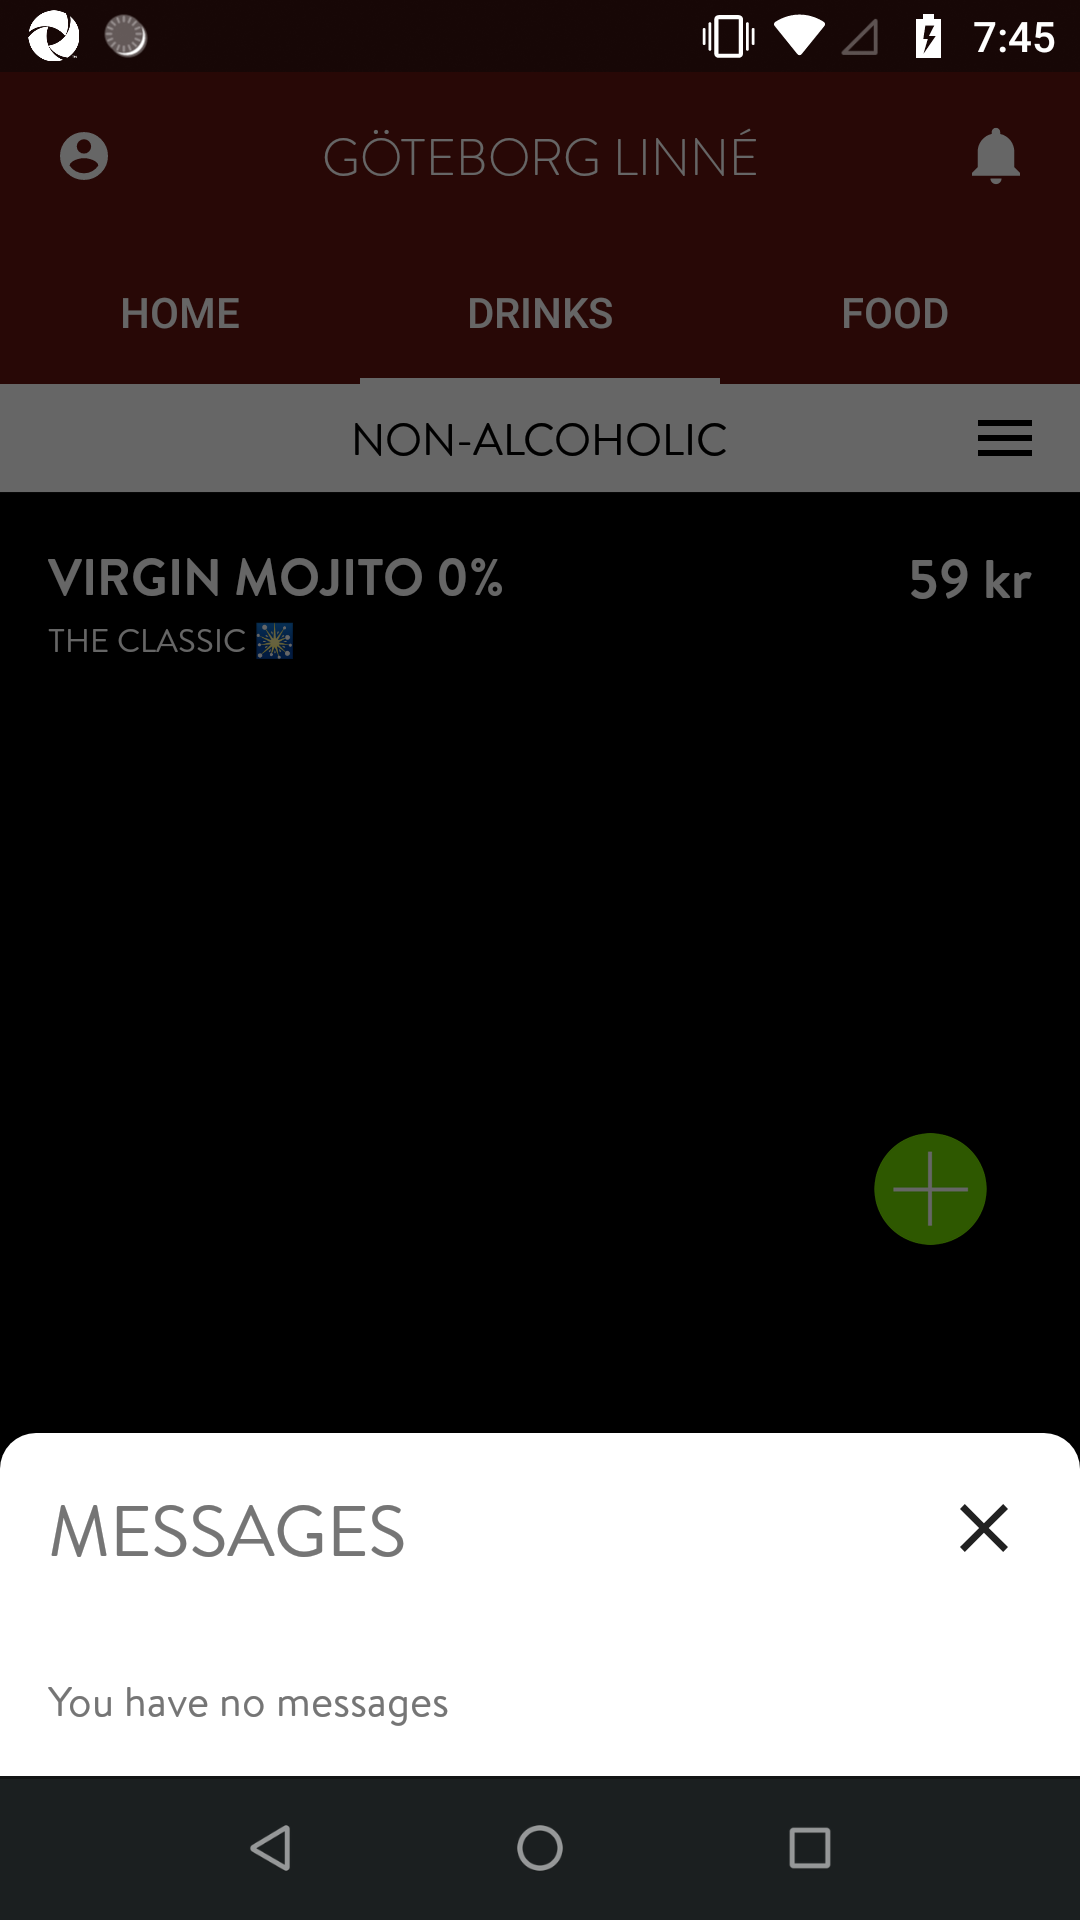 7:45
GÖTEBORG LINNÉ
HOME
DRINKS
FOOD
NON-ALCOHOLIC
VIRGIN MOJITO 0%
59 kr
THE CLASSIC 🎇
MESSAGES
You have no messages